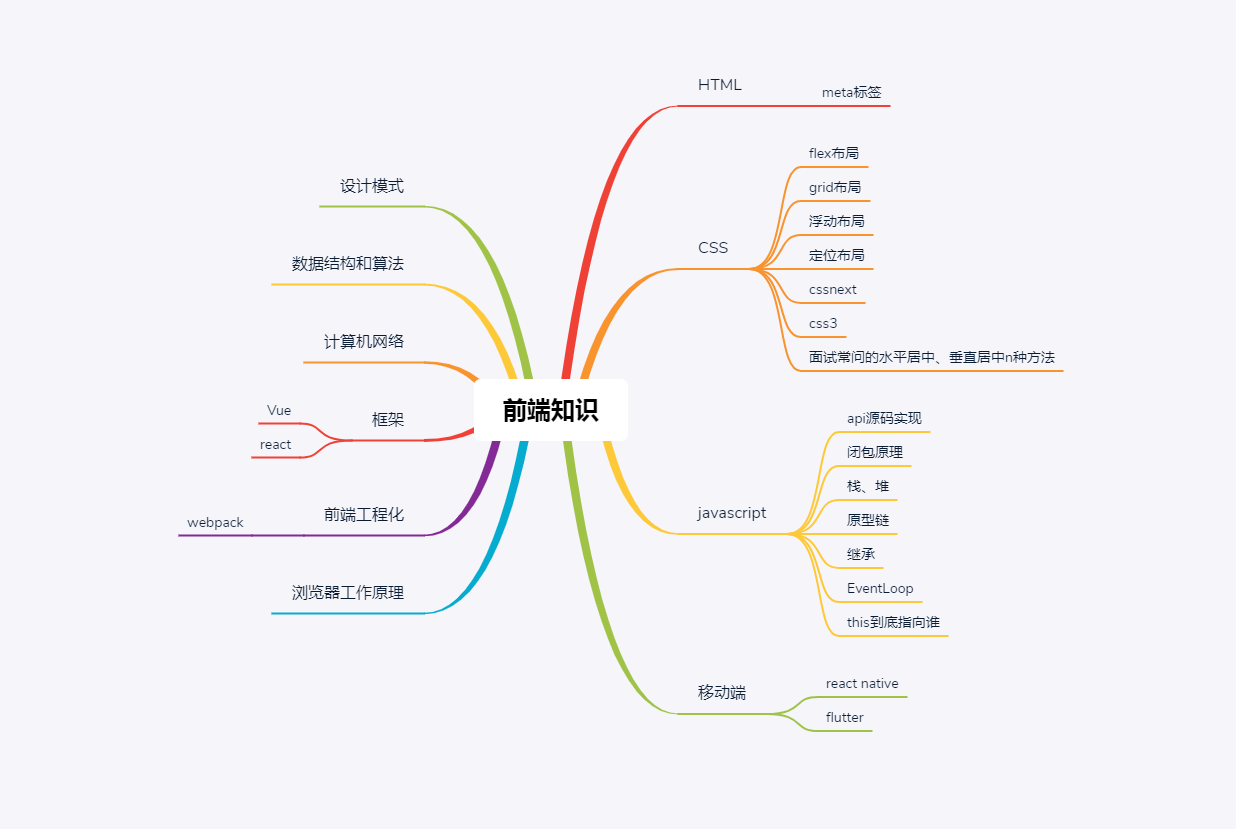 前端知识
HTML
meta标签
CSS
flex布局
grid布局
浮动布局
定位布局
cssnext
css3
面试常问的水平居中、垂直居中n种方法
javascript
api源码实现
闭包原理
栈、堆
原型链
继承
EventLoop
this到底指向谁
移动端
react native
flutter
设计模式
数据结构和算法
计算机网络
框架
Vue
react
前端工程化
webpack
浏览器工作原理